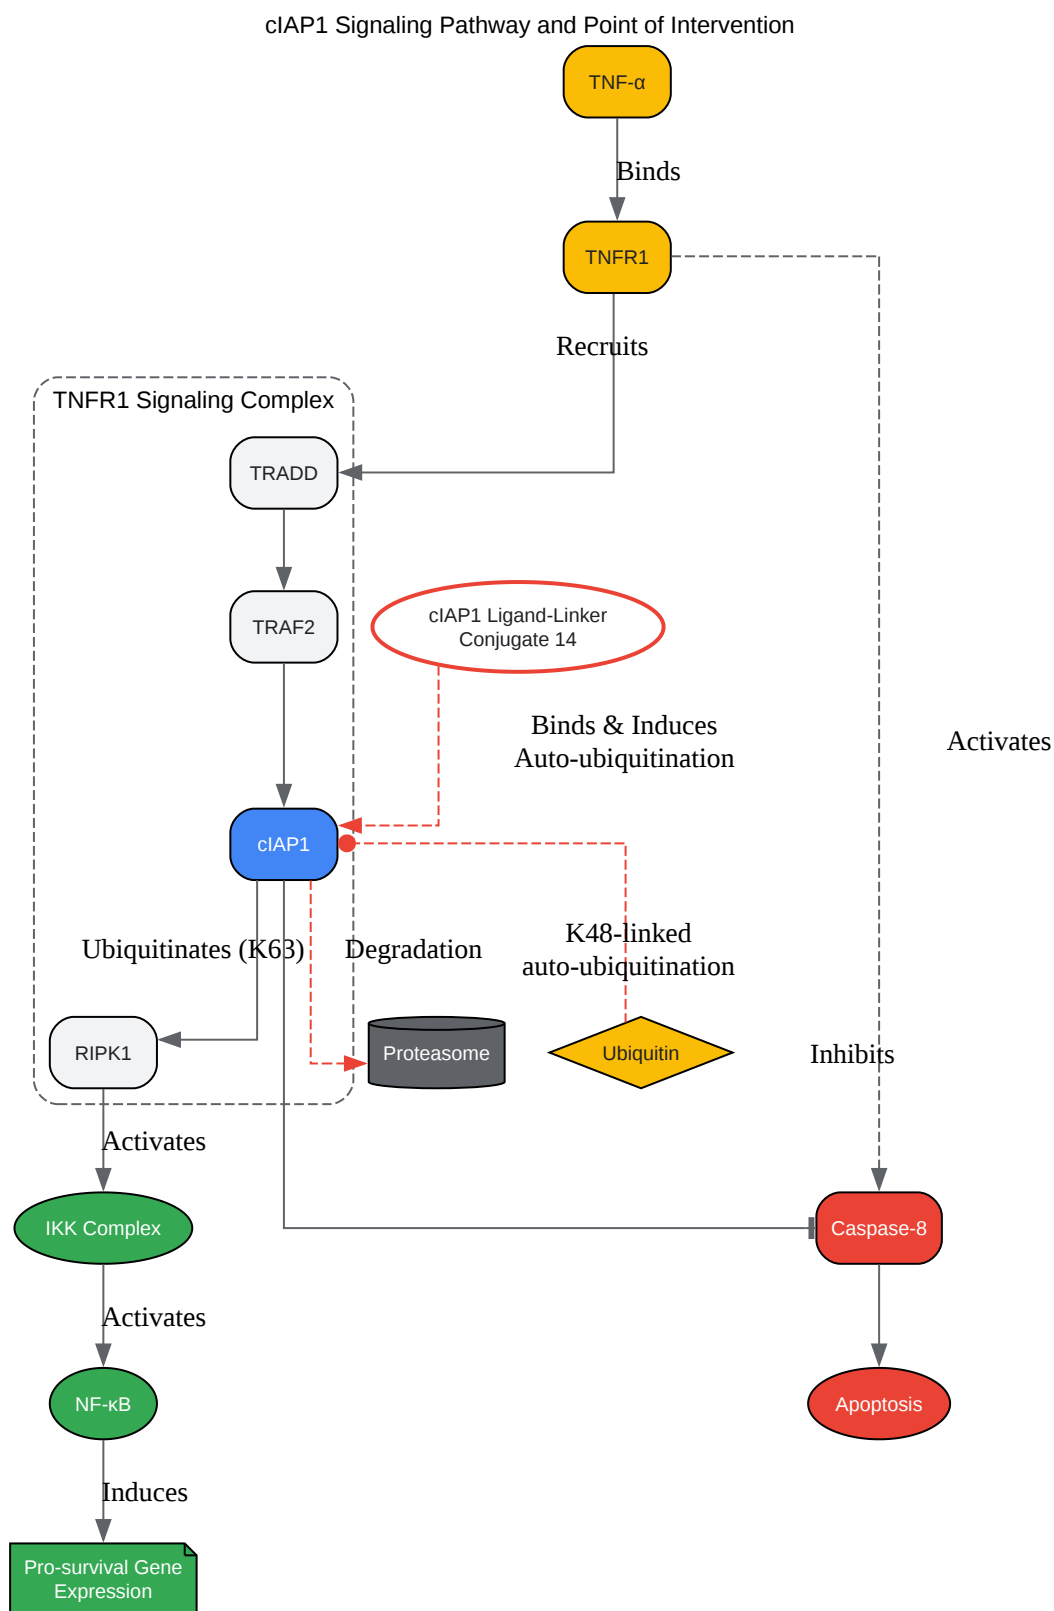 cIAP1 Signaling Pathway and Point of Intervention
TNF-α
Binds
TNFR1
Recruits
TNFR1 Signaling Complex
TRADD
TRAF2
cIAP1 Ligand-Linker
Conjugate 14
Binds & Induces
Auto-ubiquitination
Activates
cIAP1
Ubiquitinates (K63)
Degradation
K48-linked
auto-ubiquitination
RIPK1
Proteasome
Ubiquitin
Inhibits
Activates
IKK Complex
Caspase-8
Activates
NF-κB
Apoptosis
Induces
Pro-survival Gene
Expression